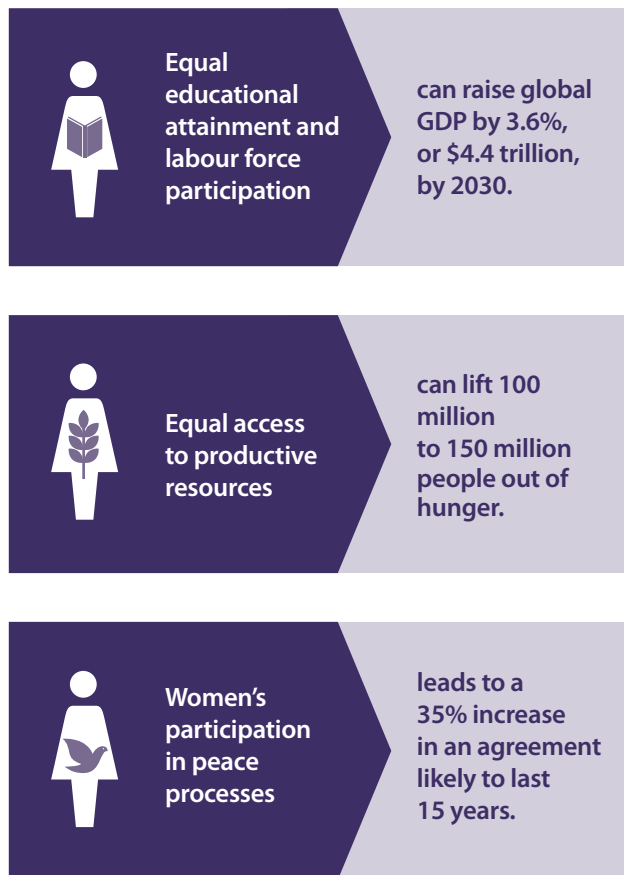 Equal
educational
attainment and
labour force
participation
can raise global
GDP by 3.6%,
or $4.4 trillion,
by 2030.
Equal access
to productive
resources
can lift 100
million
to 150 million
people out of
hunger.
Women’s
participation
in peace
processes
leads to a
35% increase
in an agreement
likely to last
15 years.